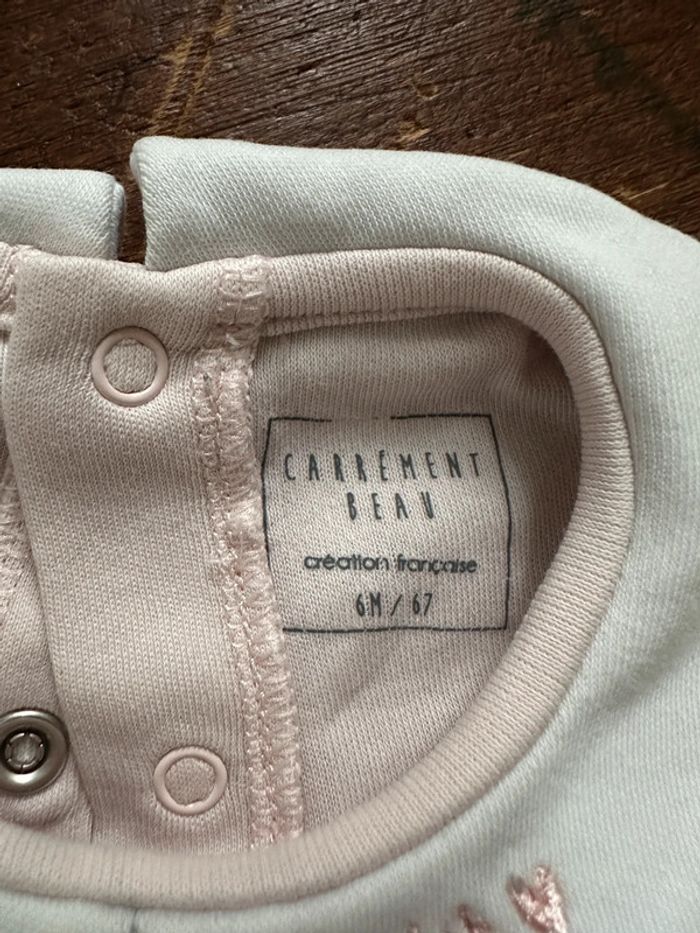 CARRÉMENT
BEAU
création française
6M / 67